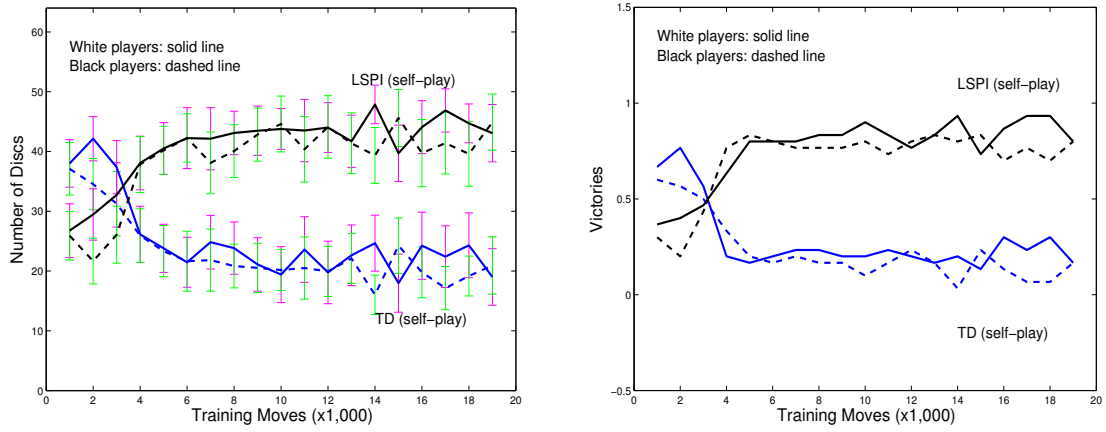 60
50
40
30
20
10
0
Number of Discs
White players: solid line
Black players: dashed line
LSPI (self−play)
TD (self−play)
0 2 4 6 8 10 12 14 16 18 20
Training Moves (x1,000)
1.5
1
0.5
0
−0.5
Victories
White players: solid line
Black players: dashed line
LSPI (self−play)
TD (self−play)
0 2 4 6 8 10 12 14 16 18 20
Training Moves (x1,000)